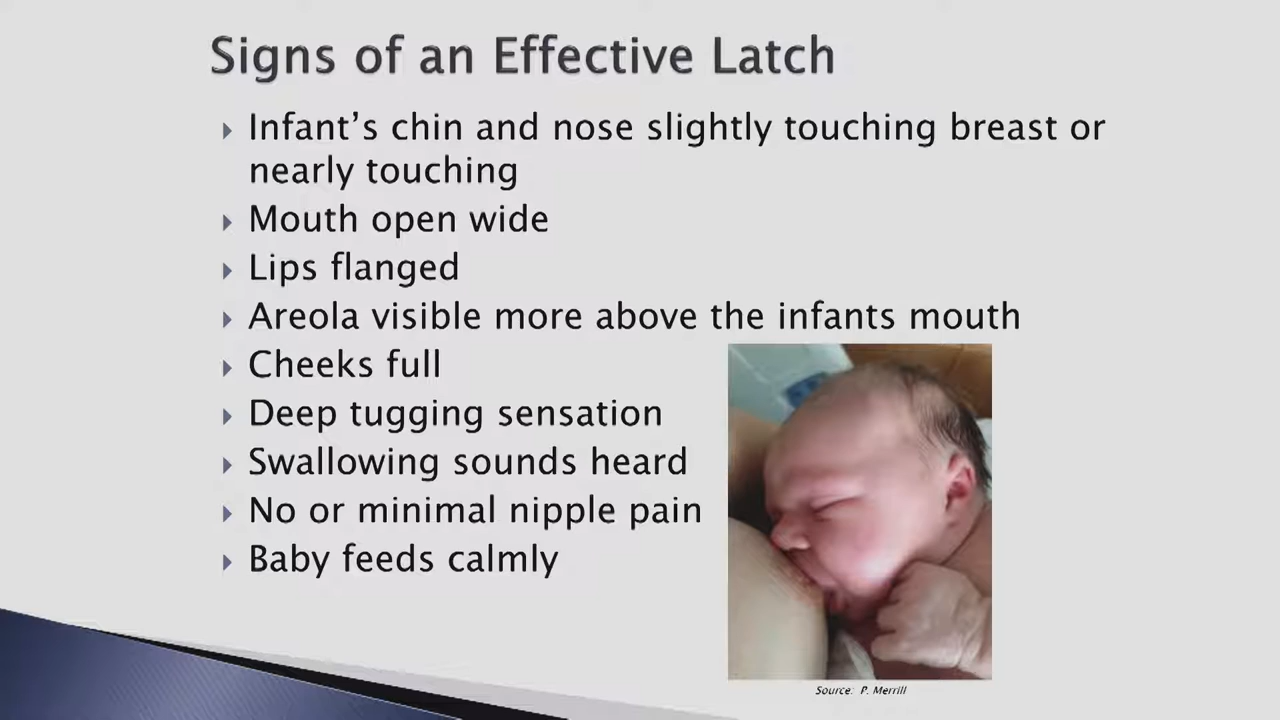 Signs of an Effective Latch
Infant's chin and nose slightly touching breast or
nearly touching
Mouth open wide
Lips flanged
Areola visible more above the infants mouth
Cheeks full
Deep tugging sensation
Swallowing sounds heard
No or minimal nipple pain
Baby feeds calmly
Source: P. Merrill